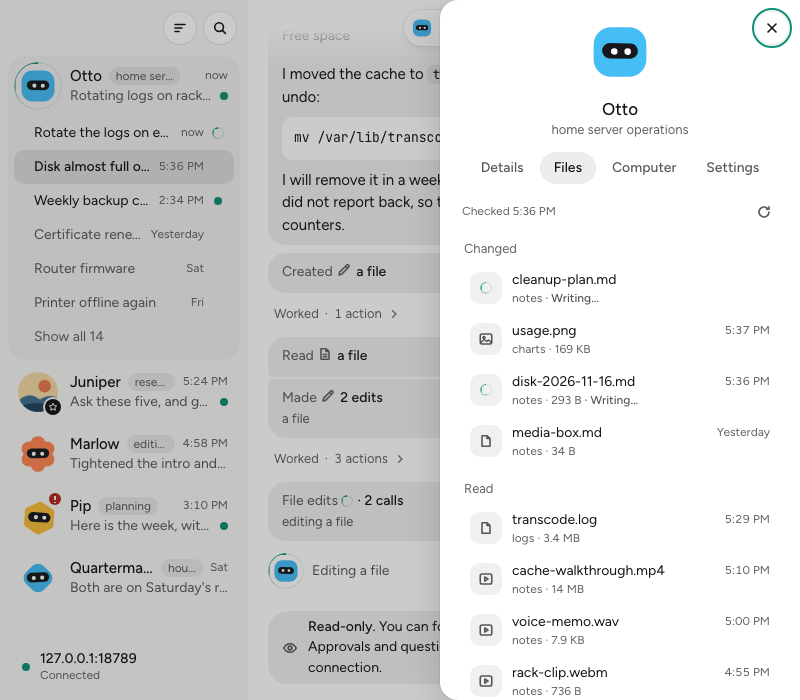 Otto home ser... now
Rotating logs on rack...
Rotate the logs on e... now
Disk almost full o... 5:36 PM
Weekly backup c... 2:34 PM
Certificate rene... Yesterday
Router firmware Sat
Printer offline again Fri
Show all 14
Juniper rese... 5:24 PM
Ask these five, and g...
Marlow editi... 4:58 PM
Tightened the intro and...
Pip planning 3:10 PM
Here is the week, wit...
Quarterma... hou... Sat
Both are on Saturday's r...
127.0.0.1:18789
Connected
Free space
I moved the cache to
undo:
mv /var/lib/transco
I will remove it in a week
did not report back, so
counters.
Created a file
Worked · 1 action
Read a file
Made 2 edits
a file
Worked · 3 actions
File edits · 2 calls
editing a file
Editing a file
Read-only. You can fo
Approvals and questi
connection.
Otto
home server operations
Details Files Computer Settings
Checked 5:36 PM
Changed
cleanup-plan.md
notes · Writing...
usage.png 5:37 PM
charts · 169 KB
disk-2026-11-16.md 5:36 PM
notes · 293 B · Writing...
media-box.md Yesterday
notes · 34 B
Read
transcode.log 5:29 PM
logs · 3.4 MB
cache-walkthrough.mp4 5:10 PM
notes · 14 MB
voice-memo.wav 5:00 PM
notes · 7.9 KB
rack-clip.webm 4:55 PM
notes · 736 B